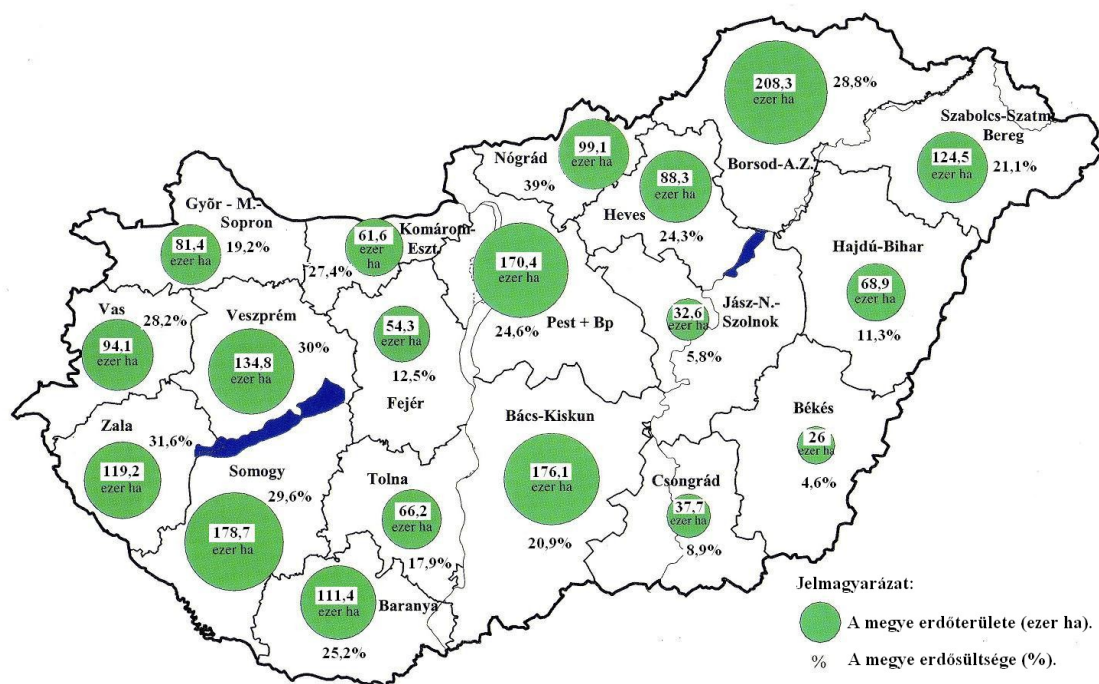 208,3
ezer ha
28,8%
Borsod-A.Z.
Szabolcs-Szatm.
Bereg
124,5
ezer ha
21,1%
Nógrád
99,1
ezer ha
39%
88,3
ezer ha
Heves
24,3%
Győr - M.-
Sopron
81,4
ezer ha
19,2%
61,6
ezer
ha
Komárom-
Eszt.
27,4%
170,4
ezer ha
Pest + Bp
24,6%
Hajdú-Bihar
68,9
ezer ha
11,3%
32,6
ezer ha
Jász-N.-
Szolnok
5,8%
Vas
28,2%
94,1
ezer ha
Veszprém
134,8
ezer ha
30%
54,3
ezer ha
12,5%
Fejér
Zala
31,6%
119,2
ezer ha
Somogy
29,6%
178,7
ezer ha
Tolna
66,2
ezer ha
17,9%
Bács-Kiskun
176,1
ezer ha
20,9%
Békés
26
ezer ha
4,6%
Csongrád
37,7
ezer ha
8,9%
111,4
ezer ha
Baranya
25,2%
Jelmagyarázat:
A megye erdőterülete (ezer ha).
% A megye erdősültsége (%).